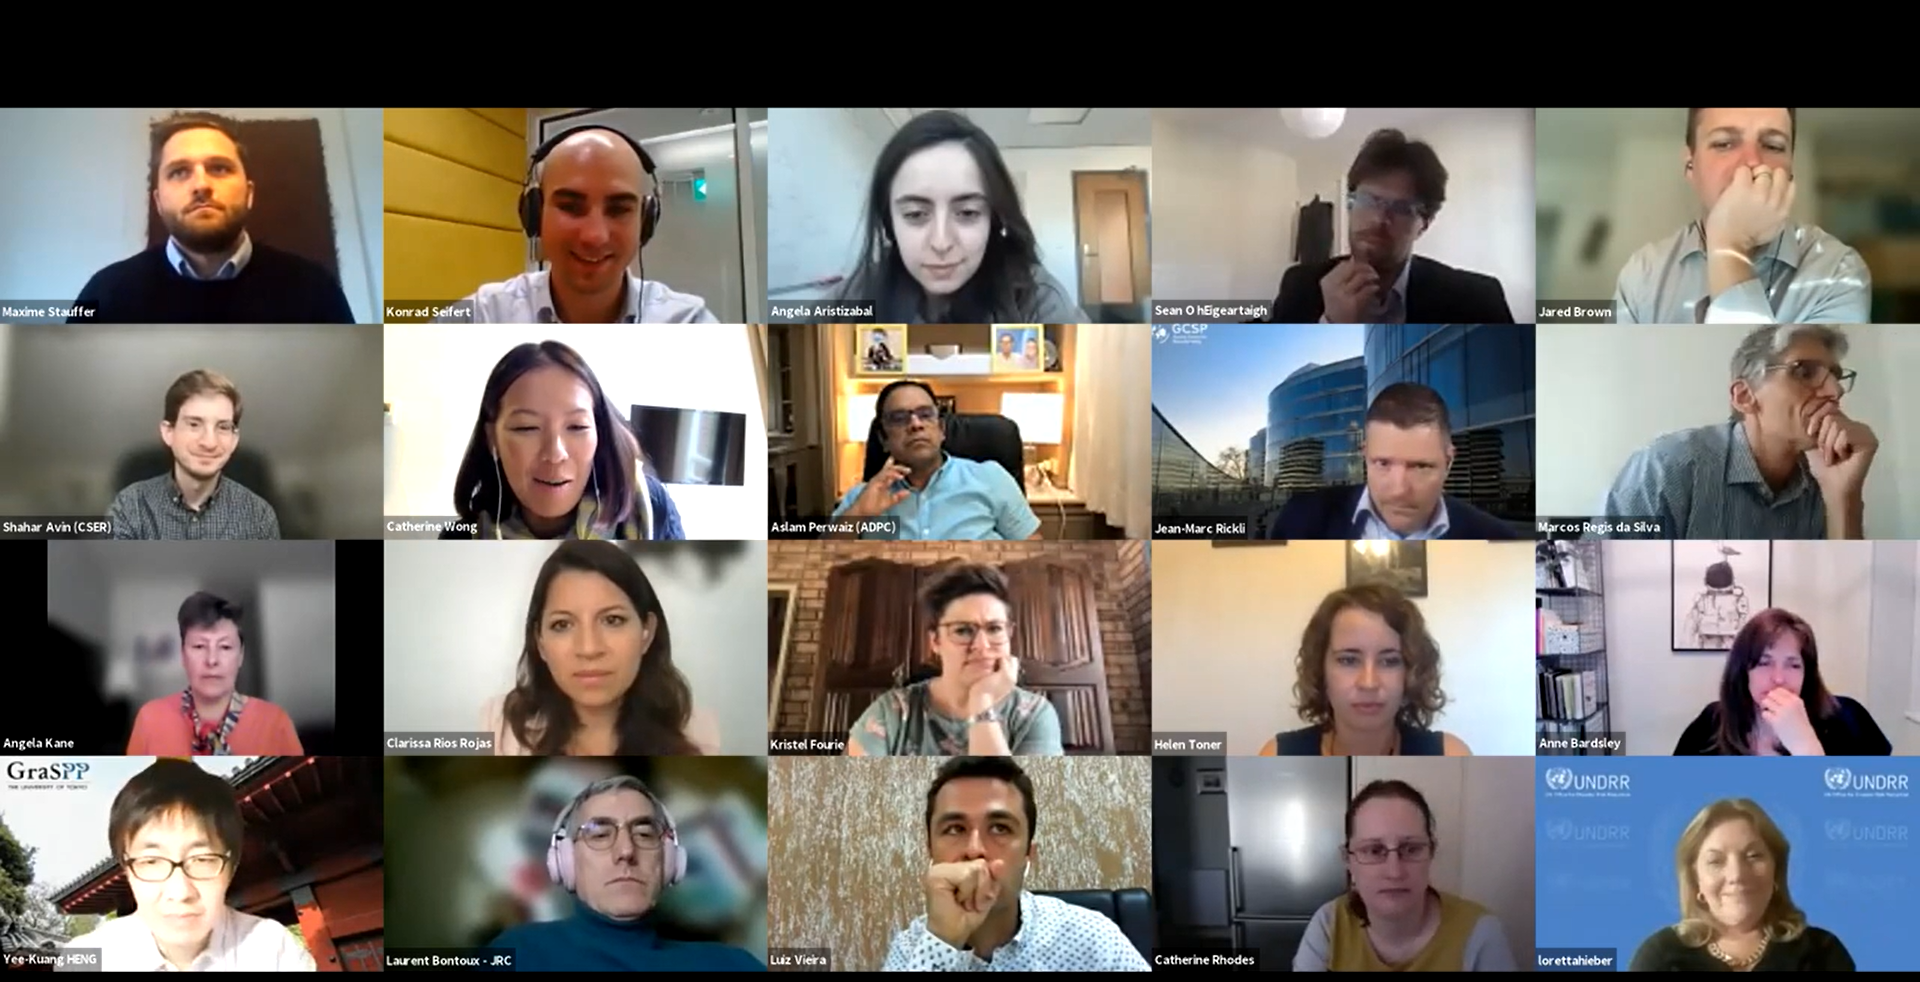 Maxime Stauffer
Konrad Seifert
Angela Aristizabal
Sean O hEigeartaigh
Jared Brown
GCSP
Shahar Avin (CSER)
Catherine Wong
Aslam Perwaiz (ADPC)
Jean-Marc Rickli
Marcos Regis da Silva
Angela Kane
Clarissa Rios Rojas
Kristel Fourie
Helen Toner
Anne Bardsley
GraSPP
THE UNIVERSITY OF TOKYO
UNDRR
UNDRR
UNDRR
UNDRR
Yee-Kuang HENG
Laurent Bontoux - JRC
Luiz Vieira
Catherine Rhodes
lorettahieber